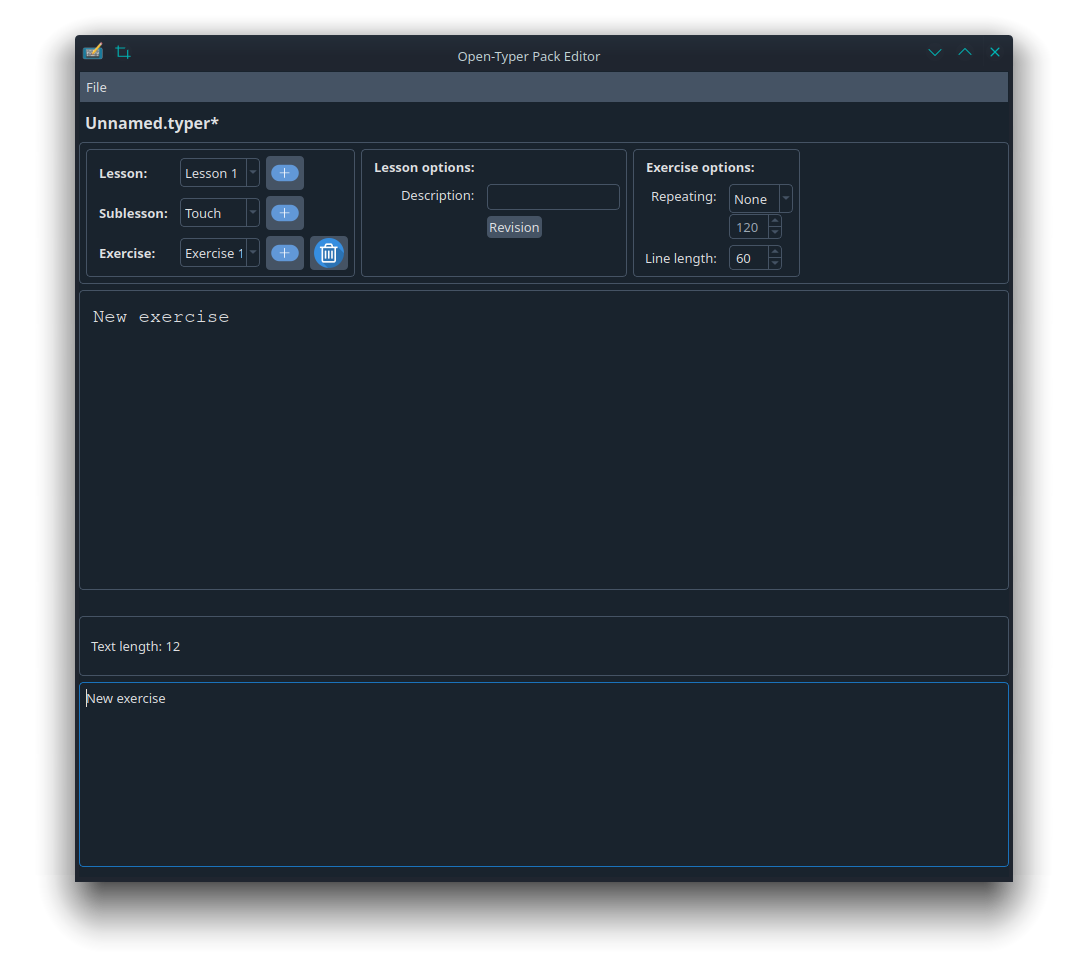 Open-Typer Pack Editor
File
Unnamed.typer*
Lesson: Lesson 1
Sublesson: Touch
Exercise: Exercise 1
Lesson options:
Description:
Revision
Exercise options:
Repeating: None
120
Line length: 60
New exercise
Text length: 12
New exercise